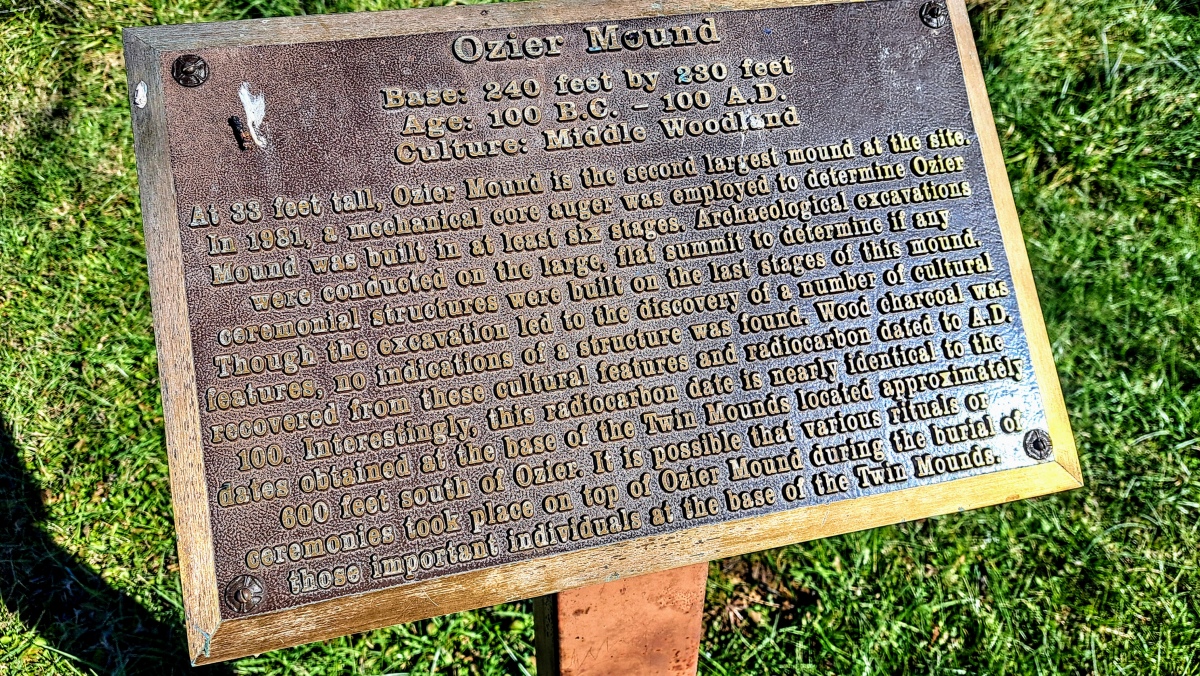 Ozier Mound
Base: 240 feet by 230 feet
Age: 100 B.C. - 100 A.D.
Culture: Middle Woodland
At 33 feet tall, Ozier Mound is the second largest mound at the site.
In 1981, a mechanical core auger was employed to determine Ozier
Mound was built in at least six stages. Archaeological excavations
were conducted on the large, flat summit to determine if any
ceremonial structures were built on the last stages of this mound.
Though the excavation led to the discovery of a number of cultural
features, no indications of a structure was found. Wood charcoal was
recovered from these cultural features and radiocarbon dated to A.D.
100. Interestingly, this radiocarbon date is nearly identical to the
dates obtained at the base of the Twin Mounds located approximately
600 feet south of Ozier. It is possible that various rituals or
ceremonies took place on top of Ozier Mound during the burial of
those important individuals at the base of the Twin Mounds.